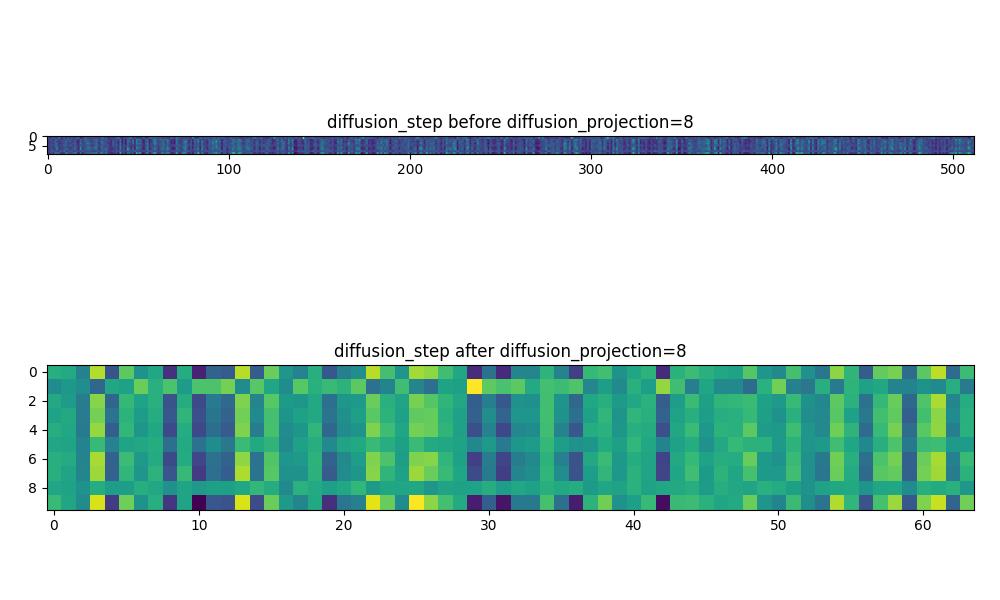 diffusion_step before diffusion_projection=8
0
5
0 100 200 300 400 500
diffusion_step after diffusion_projection=8
0
2
4
6
8
0 10 20 30 40 50 60